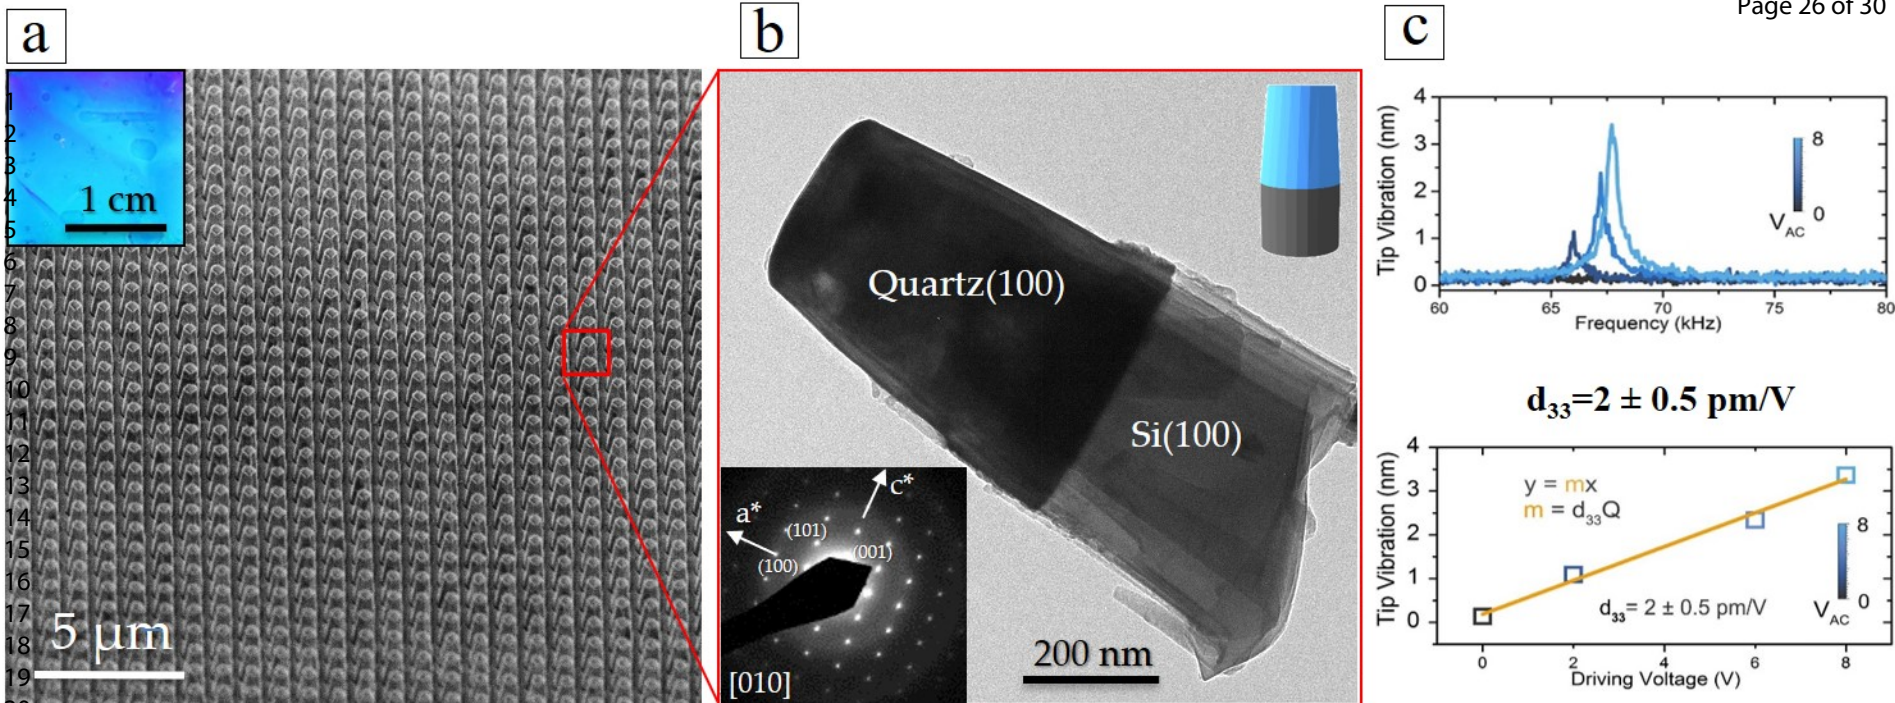 Page 26 of 30
a
1
2
3
4
5
6
7
8
9
10
11
12
13
14
15
16
17
18
19
1 cm
5 µm
b
Quartz(100)
Si(100)
c*
a*
(101)
(100)
(001)
[010]
200 nm
c
Tip Vibration (nm)
4
3
2
1
0
60 65 70 75 80
Frequency (kHz)
8
0
V_AC
d₃₃=2 ± 0.5 pm/V
Tip Vibration (nm)
4
3
2
1
0
y = mx
m = d₃₃Q
d₃₃= 2 ± 0.5 pm/V
8
0
V_AC
0 2 4 6 8
Driving Voltage (V)